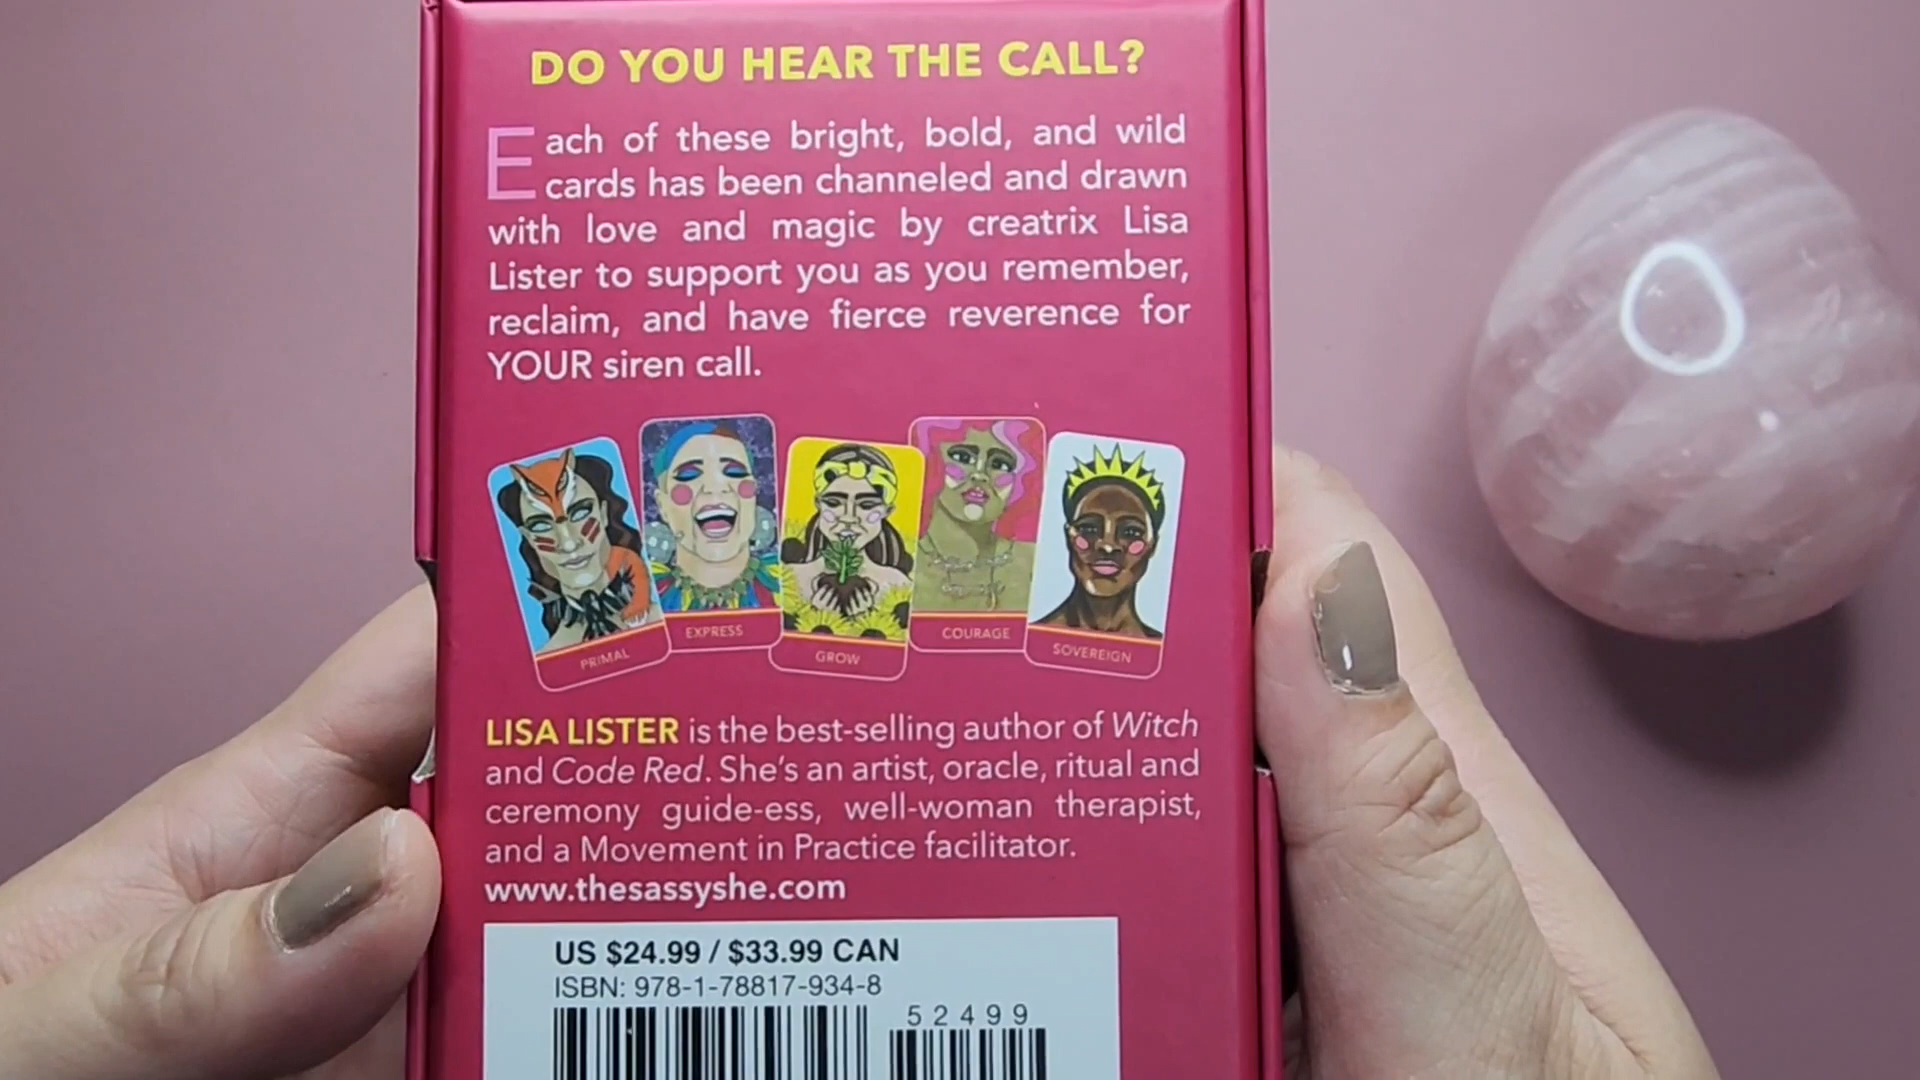 DO YOU HEAR THE CALL?
Each of these bright, bold, and wild
cards has been channeled and drawn
with love and magic by creatrix Lisa
Lister to support you as you remember,
reclaim, and have fierce reverence for
YOUR siren call.
PRIMAL
EXPRESS
GROW
COURAGE
SOVEREIGN
LISA LISTER is the best-selling author of Witch
and Code Red. She's an artist, oracle, ritual and
ceremony guide-ess, well-woman therapist,
and a Movement in Practice facilitator.
www.thesassyshe.com
US $24.99 / $33.99 CAN
ISBN: 978-1-78817-934-8
52499